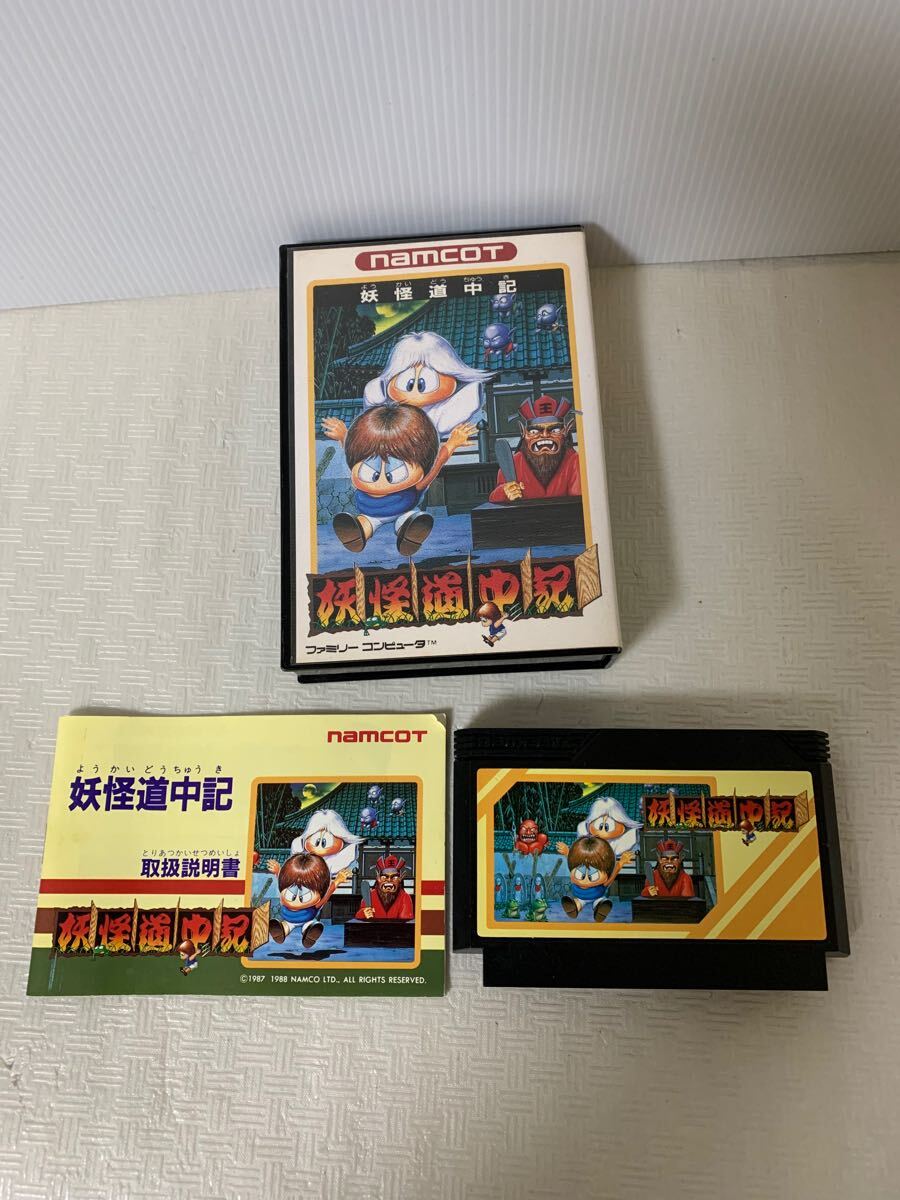 namcot
よう かい どう ちゅう き
妖怪道中記
王
妖怪道中記
ファミリー コンピュータ™
namcot
ようかいどうちゅうき
妖怪道中記
とりあつかいせつめいしょ
取扱説明書
妖怪道中記
©1987 1988 NAMCO LTD., ALL RIGHTS RESERVED.
妖怪道中記